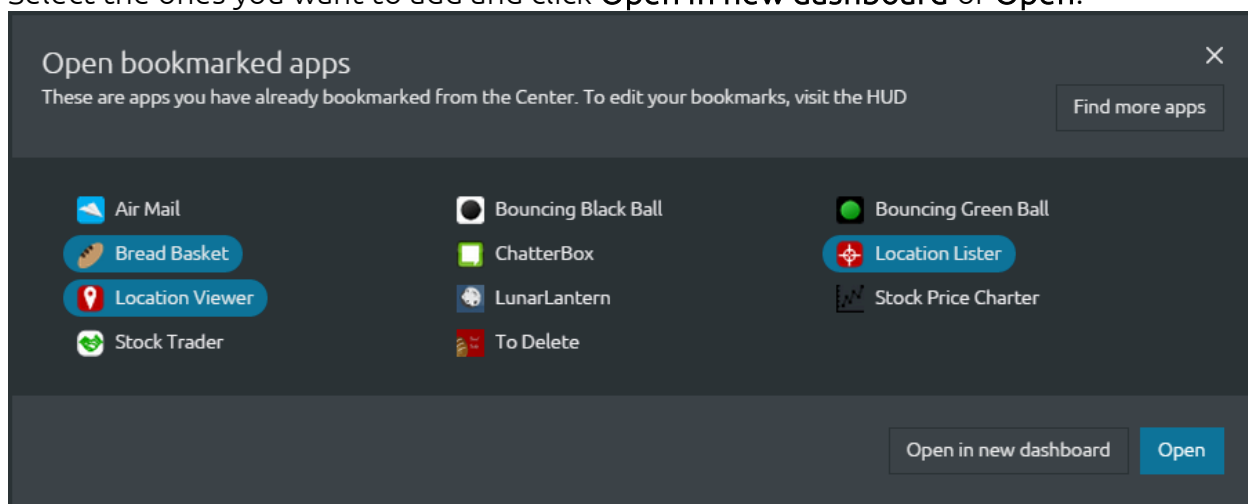 Select the ones you want to add and click Open in new dashboard or Open.
Open bookmarked apps
These are apps you have already bookmarked from the Center. To edit your bookmarks, visit the HUD
Find more apps
Air Mail
Bouncing Black Ball
Bouncing Green Ball
Bread Basket
ChatterBox
Location Lister
Location Viewer
LunarLantern
Stock Price Charter
Stock Trader
To Delete
Open in new dashboard
Open